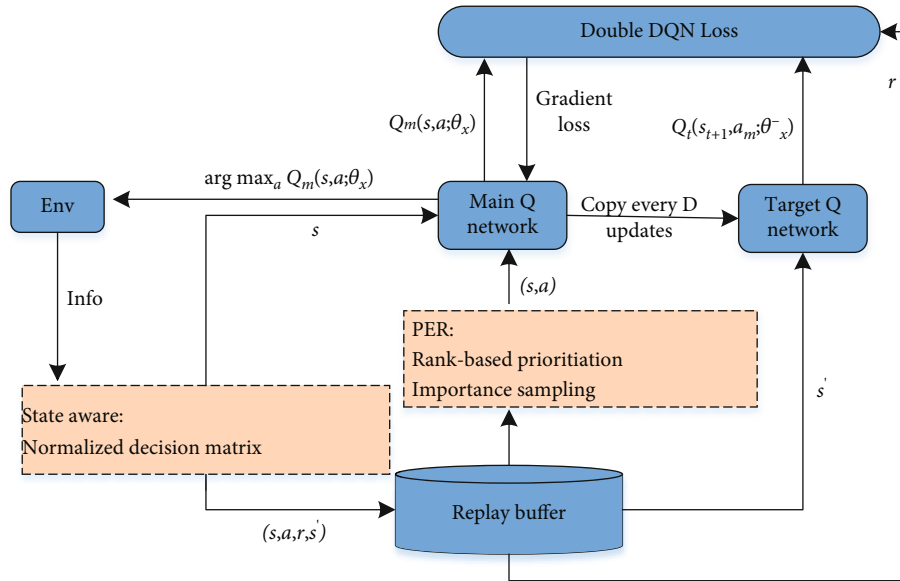 Double DQN Loss
r
Qm(s,a;θx)
Gradient
loss
Qt(st+1,am;θ⁻x)
arg maxa Qm(s,a;θx)
Env
Main Q
network
Copy every D
updates
Target Q
network
s
Info
(s,a)
PER:
Rank-based prioritiation
Importance sampling
s'
State aware:
Normalized decision matrix
Replay buffer
(s,a,r,s')